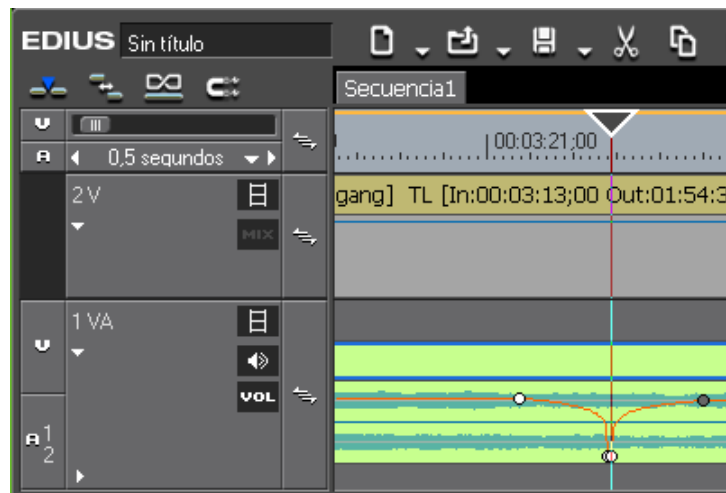 EDIUS Sin título
Secuencia1
V
A 0,5 segundos
00:03:21;00
2 V
gang] TL [In:00:03:13;00 Out:01:54:3
MIX
1 VA
V
VOL
A 1
2